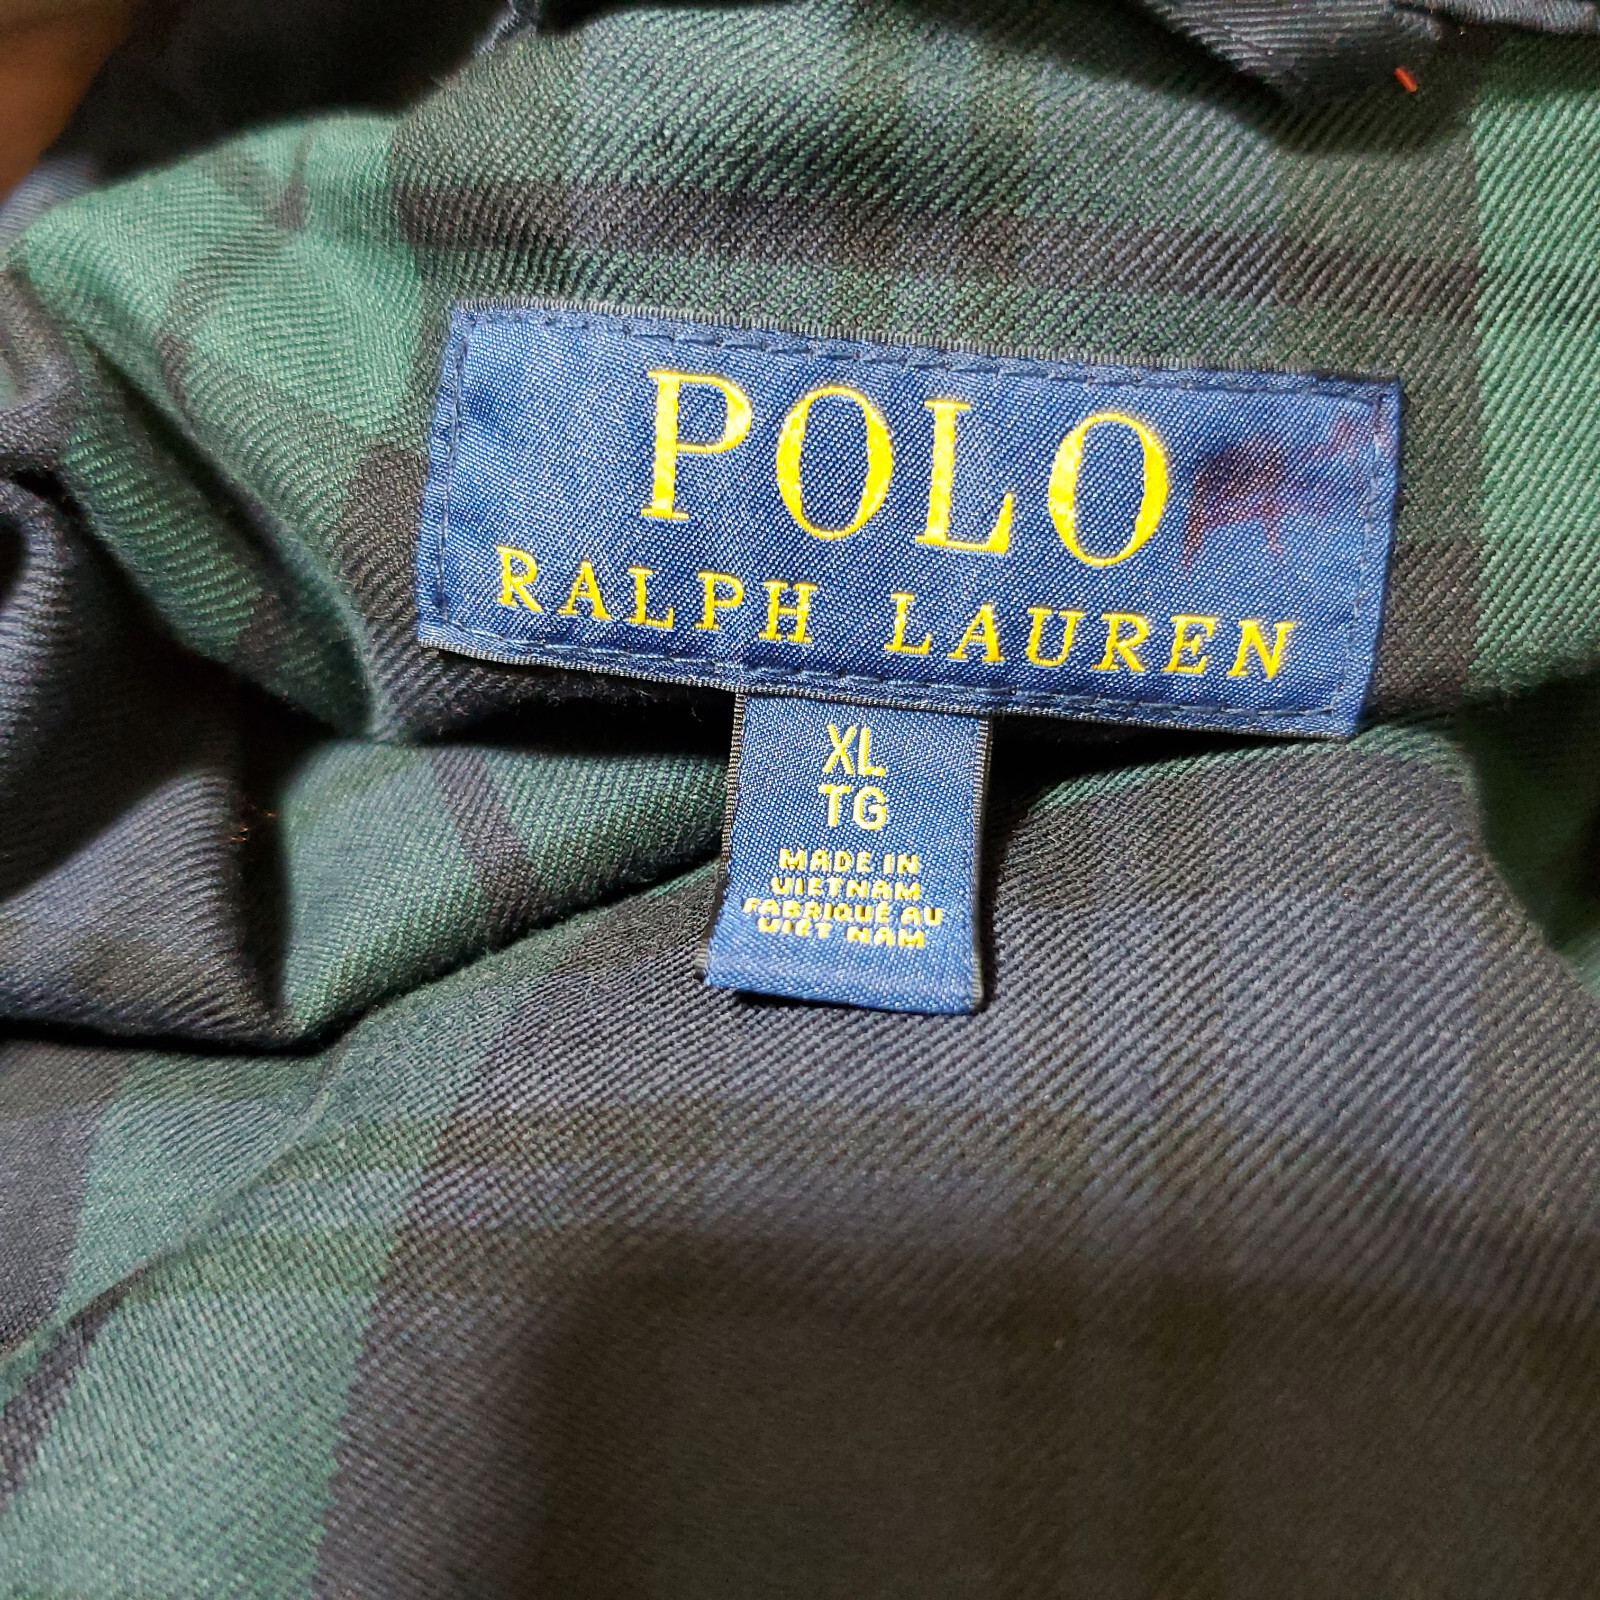 POLO
RALPH LAUREN
XL
TG
MADE IN
VIETNAM
FABRIQUÉ AU
VIET NAM